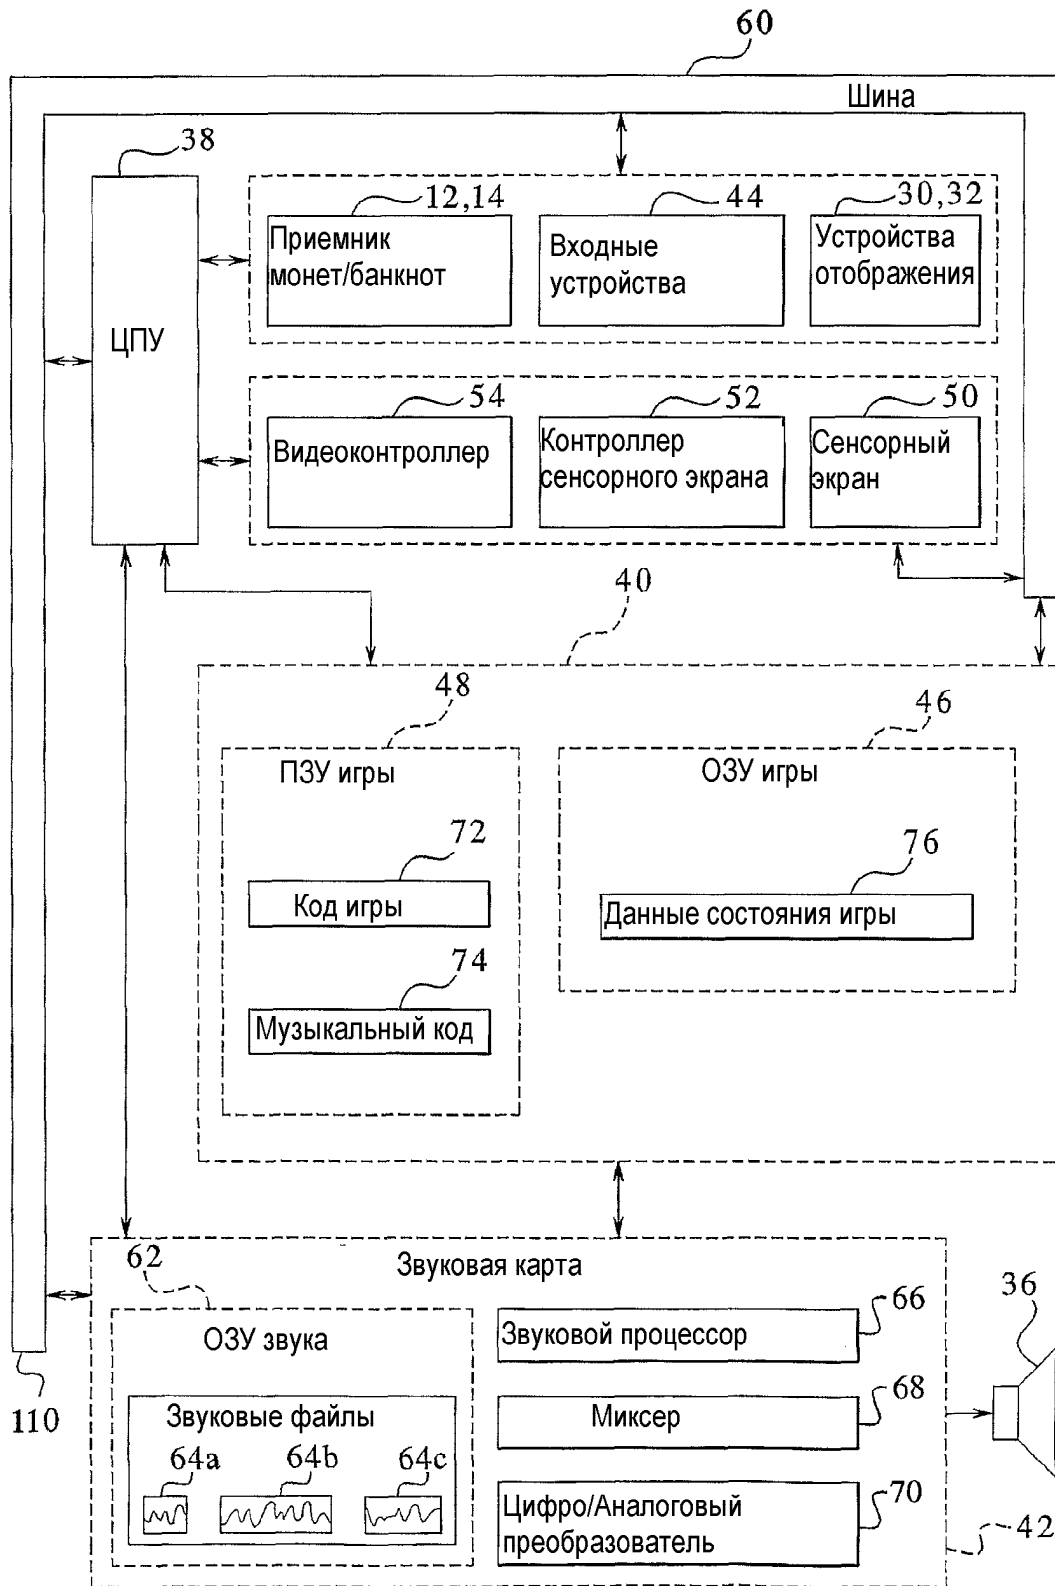 60
Шина
38
12,14
44
30,32
Приемник
монет/банкнот
Входные
устройства
Устройства
отображения
ЦПУ
54
52
50
Видеоконтроллер
Контроллер
сенсорного экрана
Сенсорный
экран
40
48
46
ПЗУ игры
ОЗУ игры
72
76
Код игры
Данные состояния игры
74
Музыкальный код
62
Звуковая карта
36
66
ОЗУ звука
Звуковой процессор
110
68
Звуковые файлы
Миксер
64a
64b
64c
70
Цифро/Аналоговый
преобразователь
42